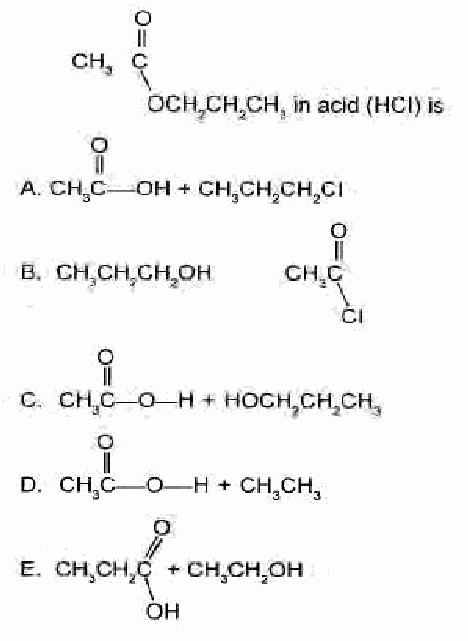 O
||
CH₃ C
\
OCH₂CH₂CH₃ in acid (HCl) is
O
||
A. CH₃C—OH + CH₃CH₂CH₂Cl
O
||
B. CH₃CH₂CH₂OH CH₃C
\
Cl
O
||
C. CH₃C—O—H + HOCH₂CH₂CH₃
O
||
D. CH₃C—O—H + CH₃CH₃
O
//
E. CH₃CH₂C + CH₃CH₂OH
\
OH